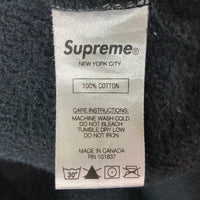 Supreme®
NEW YORK CITY
100% COTTON
CARE INSTRUCTIONS:
MACHINE WASH COLD
DO NOT BLEACH
TUMBLE DRY LOW
DO NOT IRON
MADE IN CANADA
RN 101837
30°